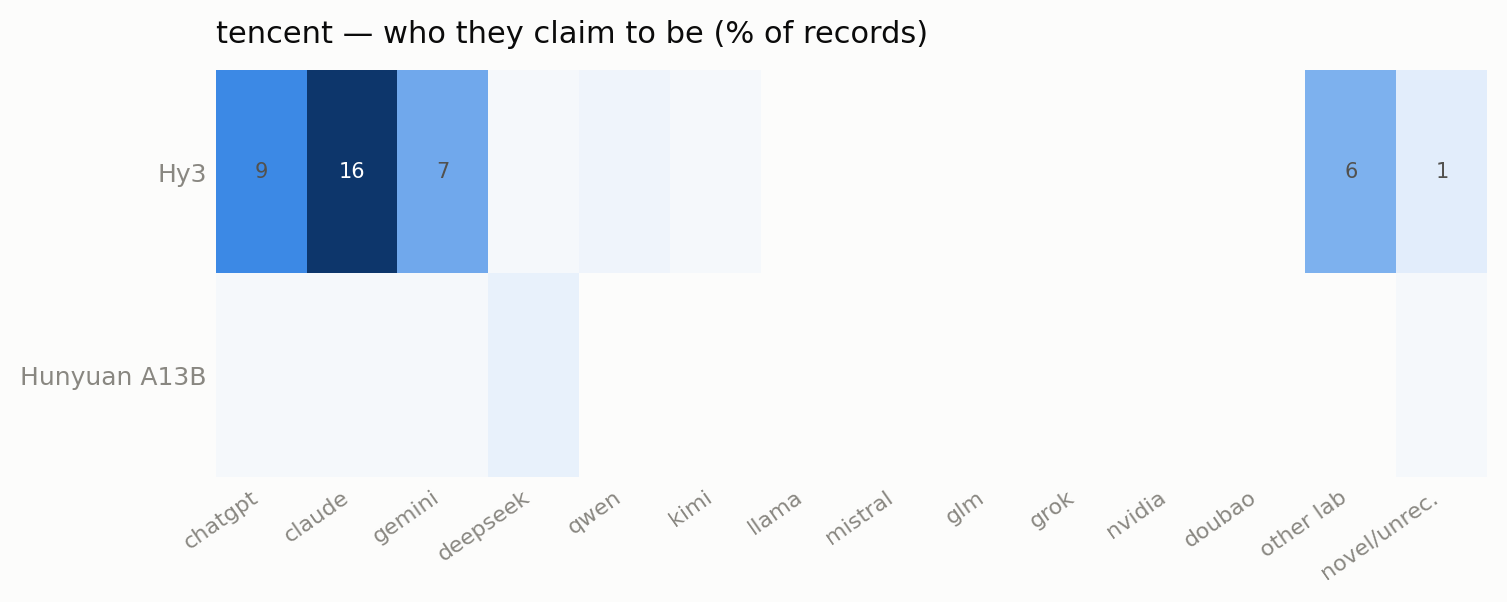 tencent — who they claim to be (% of records)
Hy3
9 16 7 6 1
Hunyuan A13B
chatgpt claude gemini deepseek qwen kimi llama mistral glm grok nvidia doubao other lab novel/unrec.